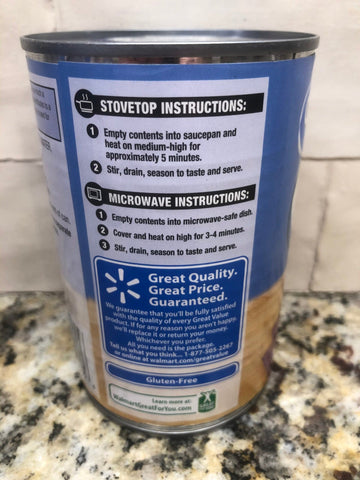 STOVETOP INSTRUCTIONS:
1 Empty contents into saucepan and
heat on medium-high for
approximately 5 minutes.
2 Stir, drain, season to taste and serve.
MICROWAVE INSTRUCTIONS:
1 Empty contents into microwave-safe dish.
2 Cover and heat on high for 3-4 minutes.
3 Stir, drain, season to taste and serve.
Great Quality.
Great Price.
Guaranteed.
We guarantee that you'll be fully satisfied
with the quality of every Great Value
product. If for any reason you aren't happy,
we'll replace it or return your money.
Whichever you prefer.
All you need is the package.
Tell us what you think... 1-877-505-2267
or online at walmart.com/greatvalue
Gluten-Free
Learn more at:
WalmartGreatForYou.com